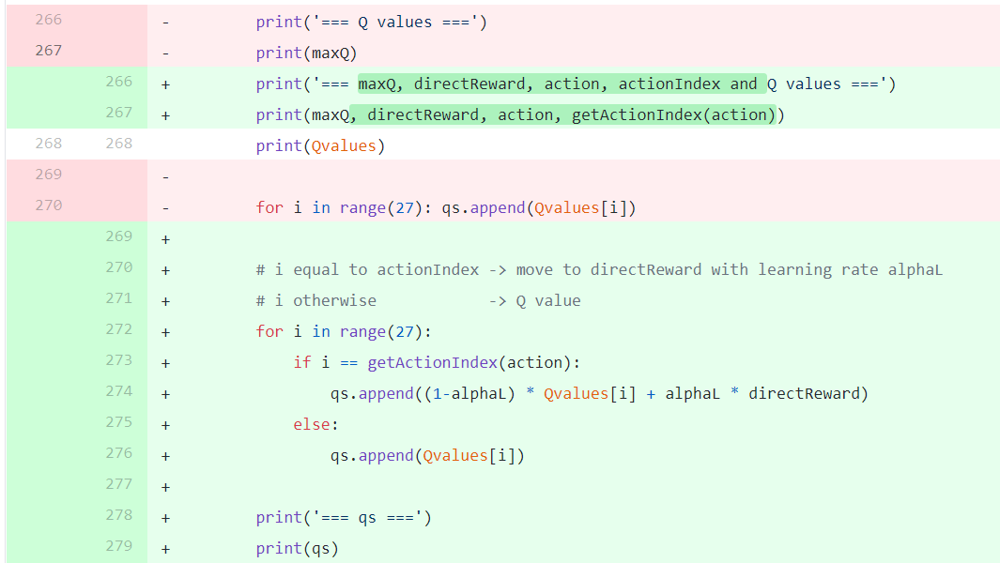 266 - print('=== Q values ===')
267 - print(maxQ)
266 + print('=== maxQ, directReward, action, actionIndex and Q values ===')
267 + print(maxQ, directReward, action, getActionIndex(action))
268 268 print(Qvalues)
269 -
270 - for i in range(27): qs.append(Qvalues[i])
269 +
270 + # i equal to actionIndex -> move to directReward with learning rate alphaL
271 + # i otherwise -> Q value
272 + for i in range(27):
273 + if i == getActionIndex(action):
274 + qs.append((1-alphaL) * Qvalues[i] + alphaL * directReward)
275 + else:
276 + qs.append(Qvalues[i])
277 +
278 + print('=== qs ===')
279 + print(qs)